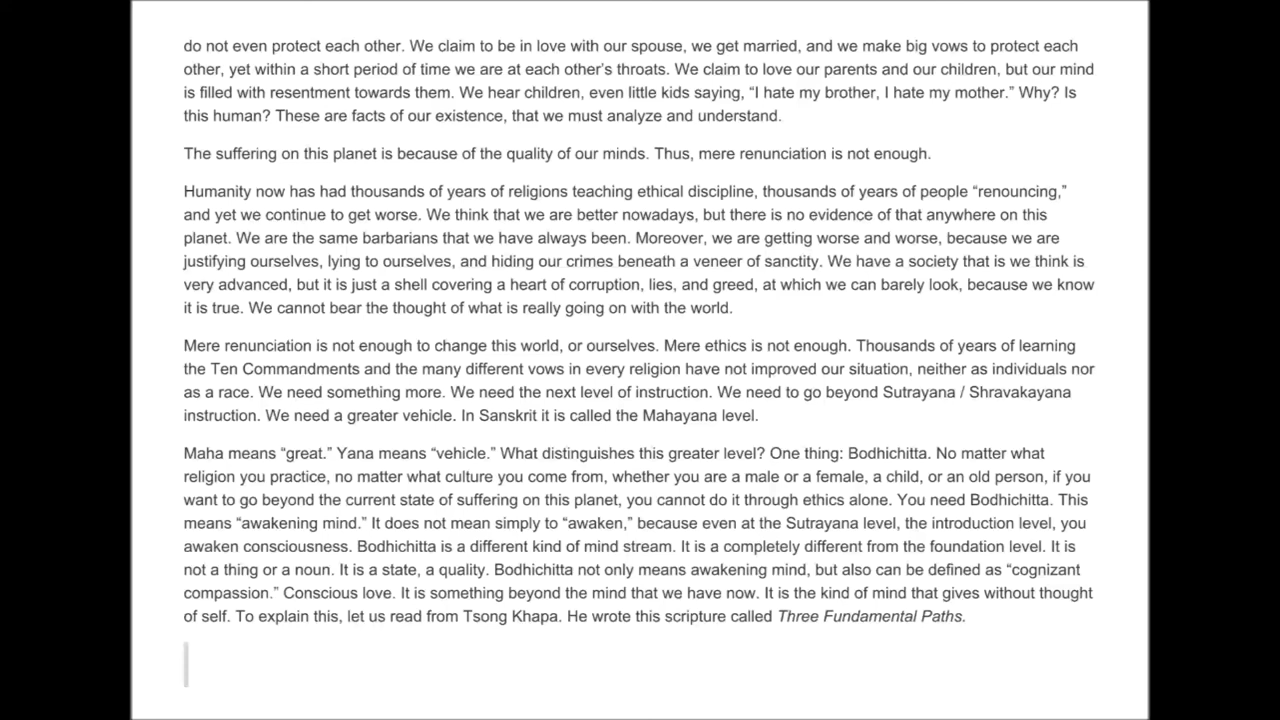 do not even protect each other. We claim to be in love with our spouse, we get married, and we make big vows to protect each
other, yet within a short period of time we are at each other’s throats. We claim to love our parents and our children, but our mind
is filled with resentment towards them. We hear children, even little kids saying, “I hate my brother, I hate my mother.” Why? Is
this human? These are facts of our existence, that we must analyze and understand.
The suffering on this planet is because of the quality of our minds. Thus, mere renunciation is not enough.
Humanity now has had thousands of years of religions teaching ethical discipline, thousands of years of people “renouncing,”
and yet we continue to get worse. We think that we are better nowadays, but there is no evidence of that anywhere on this
planet. We are the same barbarians that we have always been. Moreover, we are getting worse and worse, because we are
justifying ourselves, lying to ourselves, and hiding our crimes beneath a veneer of sanctity. We have a society that is we think is
very advanced, but it is just a shell covering a heart of corruption, lies, and greed, at which we can barely look, because we know
it is true. We cannot bear the thought of what is really going on with the world.
Mere renunciation is not enough to change this world, or ourselves. Mere ethics is not enough. Thousands of years of learning
the Ten Commandments and the many different vows in every religion have not improved our situation, neither as individuals nor
as a race. We need something more. We need the next level of instruction. We need to go beyond Sutrayana / Shravakayana
instruction. We need a greater vehicle. In Sanskrit it is called the Mahayana level.
Maha means “great.” Yana means “vehicle.” What distinguishes this greater level? One thing: Bodhichitta. No matter what
religion you practice, no matter what culture you come from, whether you are a male or a female, a child, or an old person, if you
want to go beyond the current state of suffering on this planet, you cannot do it through ethics alone. You need Bodhichitta. This
means “awakening mind.” It does not mean simply to “awaken,” because even at the Sutrayana level, the introduction level, you
awaken consciousness. Bodhichitta is a different kind of mind stream. It is a completely different from the foundation level. It is
not a thing or a noun. It is a state, a quality. Bodhichitta not only means awakening mind, but also can be defined as “cognizant
compassion.” Conscious love. It is something beyond the mind that we have now. It is the kind of mind that gives without thought
of self. To explain this, let us read from Tsong Khapa. He wrote this scripture called Three Fundamental Paths.